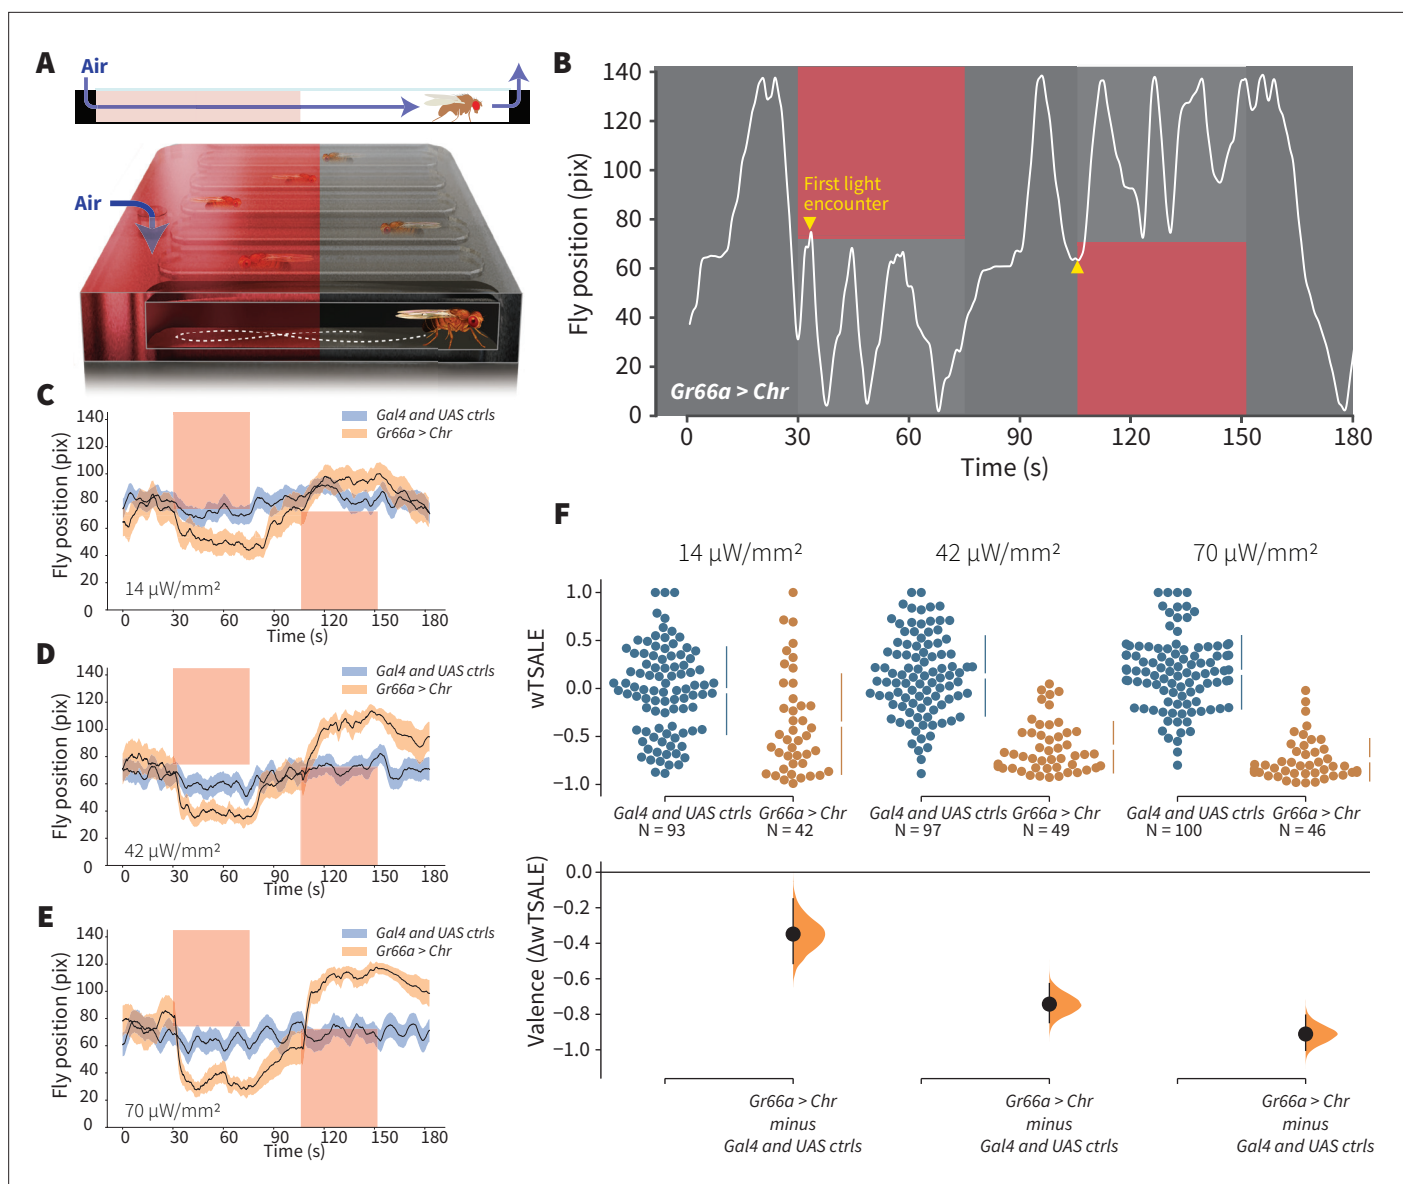 A
Air
Air
B
140
120
100
80
60
40
20
0
Fly position (pix)
First light
encounter
Gr66a > Chr
0
30
60
90
120
150
180
Time (s)
C
140
120
100
80
60
40
20
0
Fly position (pix)
Gal4 and UAS ctrls
Gr66a > Chr
14 µW/mm²
0
30
60
90
120
150
180
Time (s)
D
140
120
100
80
60
40
20
0
Fly position (pix)
Gal4 and UAS ctrls
Gr66a > Chr
42 µW/mm²
0
30
60
90
120
150
180
Time (s)
E
140
120
100
80
60
40
20
0
Fly position (pix)
Gal4 and UAS ctrls
Gr66a > Chr
70 µW/mm²
0
30
60
90
120
150
180
Time (s)
F
14 µW/mm²
42 µW/mm²
70 µW/mm²
1.0
0.5
0.0
−0.5
−1.0
wTSALE
Gal4 and UAS ctrls
N = 93
Gr66a > Chr
N = 42
Gal4 and UAS ctrls
N = 97
Gr66a > Chr
N = 49
Gal4 and UAS ctrls
N = 100
Gr66a > Chr
N = 46
0.0
−0.2
−0.4
−0.6
−0.8
−1.0
Valence (ΔwTSALE)
Gr66a > Chr
minus
Gal4 and UAS ctrls
Gr66a > Chr
minus
Gal4 and UAS ctrls
Gr66a > Chr
minus
Gal4 and UAS ctrls